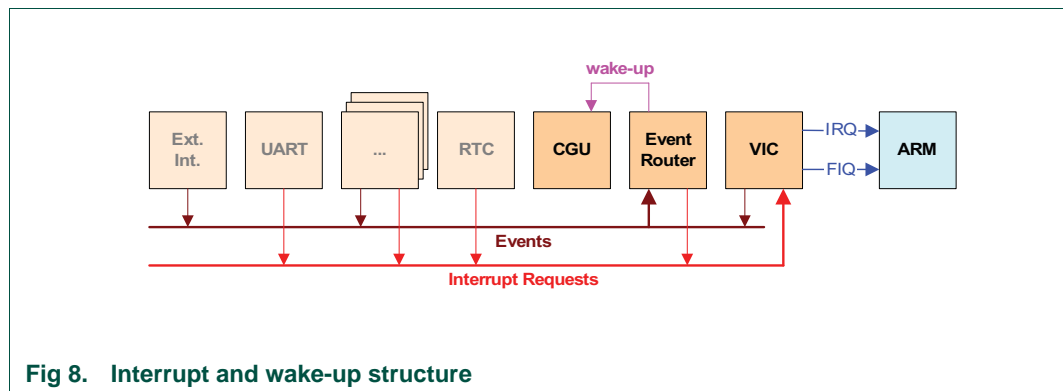 wake-up
Ext.
Int.
UART
...
RTC
CGU
Event
Router
VIC
IRQ
FIQ
ARM
Events
Interrupt Requests
Fig 8. Interrupt and wake-up structure